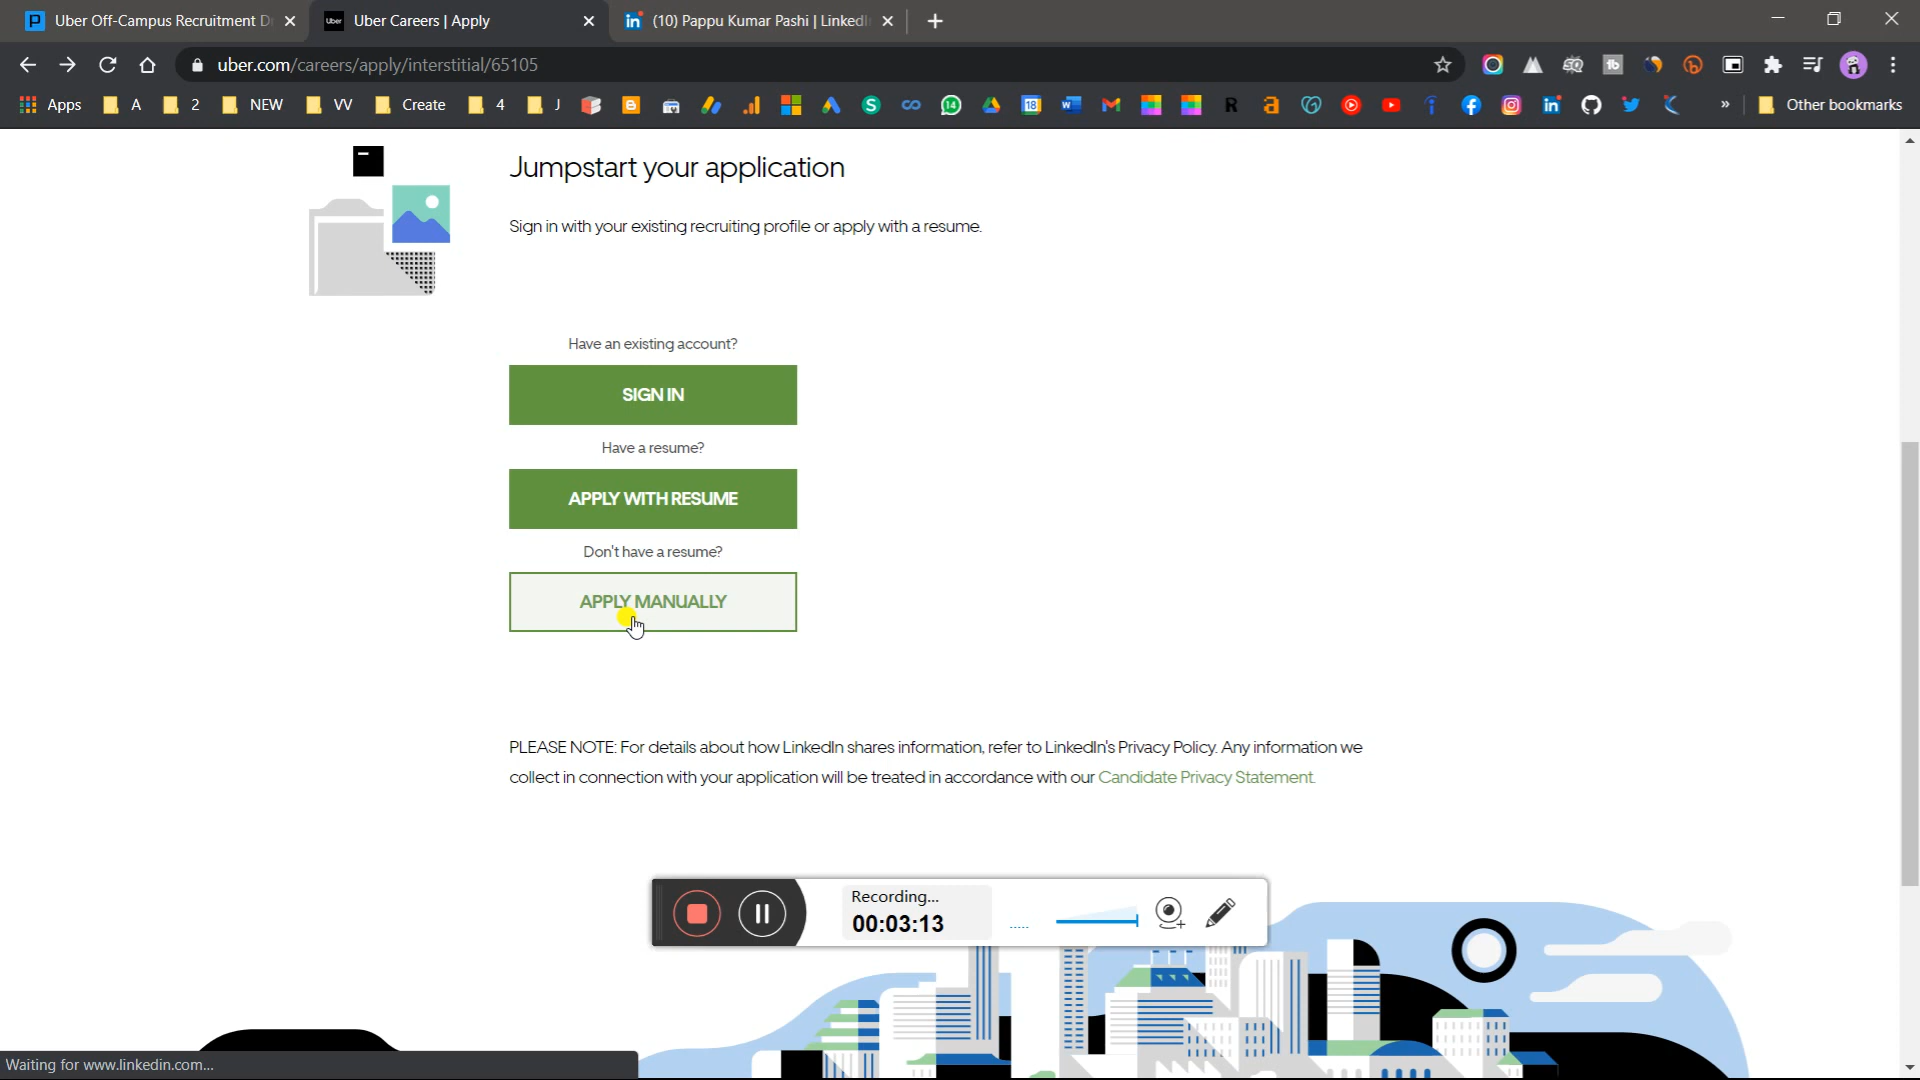 Uber Off-Campus Recruitment D
Uber
Uber Careers | Apply
in (10) Pappu Kumar Pashi | LinkedI
uber.com/careers/apply/interstitial/65105
Apps
A
2
NEW
VV
Create
4
J
Other bookmarks
Jumpstart your application
Sign in with your existing recruiting profile or apply with a resume.
Have an existing account?
SIGN IN
Have a resume?
APPLY WITH RESUME
Don't have a resume?
APPLY MANUALLY
PLEASE NOTE: For details about how LinkedIn shares information, refer to LinkedIn's Privacy Policy. Any information we
collect in connection with your application will be treated in accordance with our Candidate Privacy Statement.
Recording...
00:03:13
Waiting for www.linkedin.com...